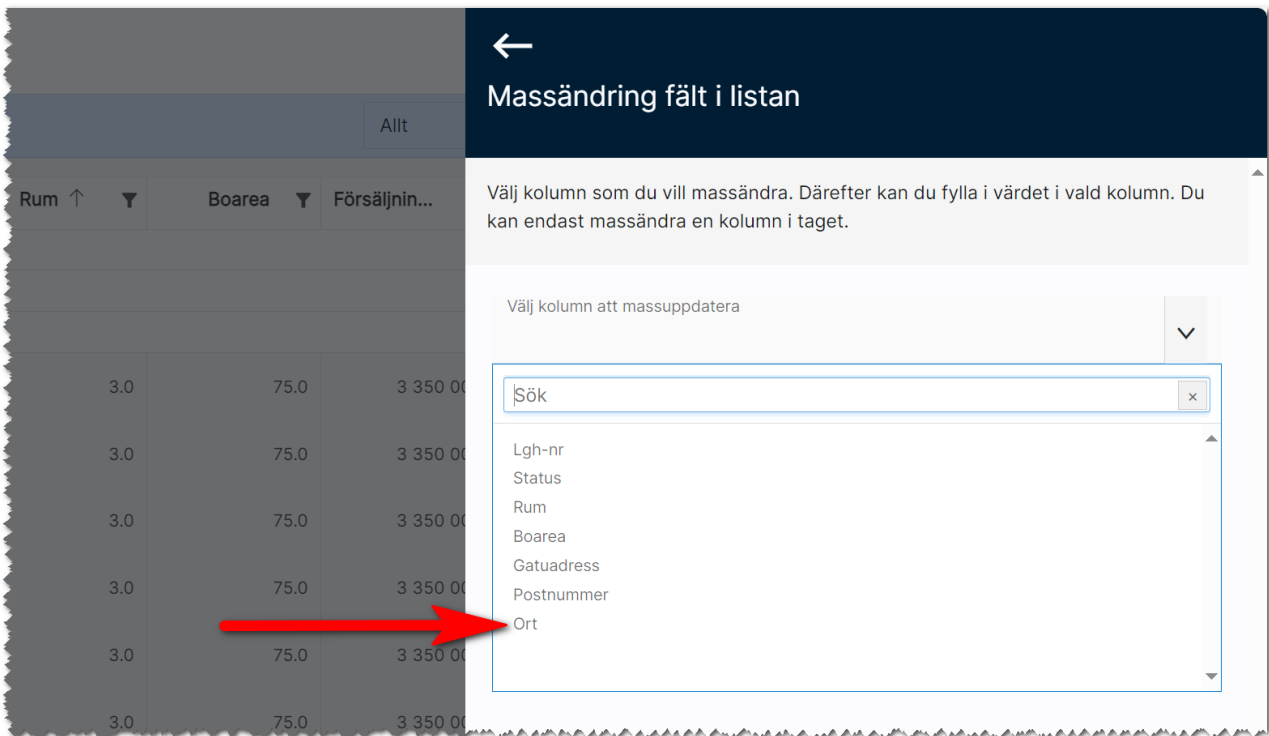 Massändring fält i listan
Allt
Rum Boarea Försäljnin...
Välj kolumn som du vill massändra. Därefter kan du fylla i värdet i vald kolumn. Du
kan endast massändra en kolumn i taget.
Välj kolumn att massuppdatera
Sök
Lgh-nr
Status
Rum
Boarea
Gatuadress
Postnummer
Ort
3.0 75.0 3 350 00
3.0 75.0 3 350 00
3.0 75.0 3 350 00
3.0 75.0 3 350 00
3.0 75.0 3 350 00
3.0 75.0 3 350 00